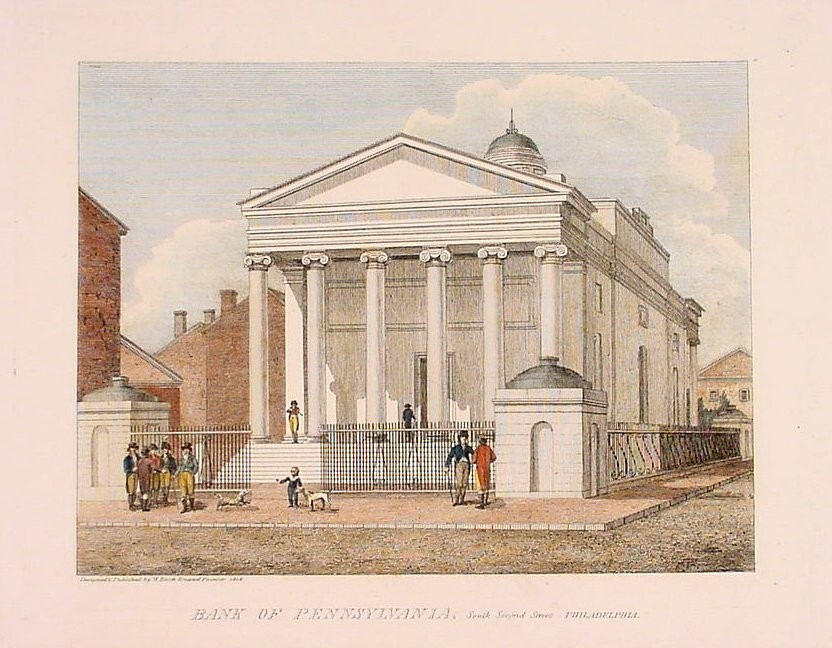 Designed & Published by W. Birch Enamel Painter 1804
BANK OF PENNSYLVANIA, South Second Street PHILADELPHIA.